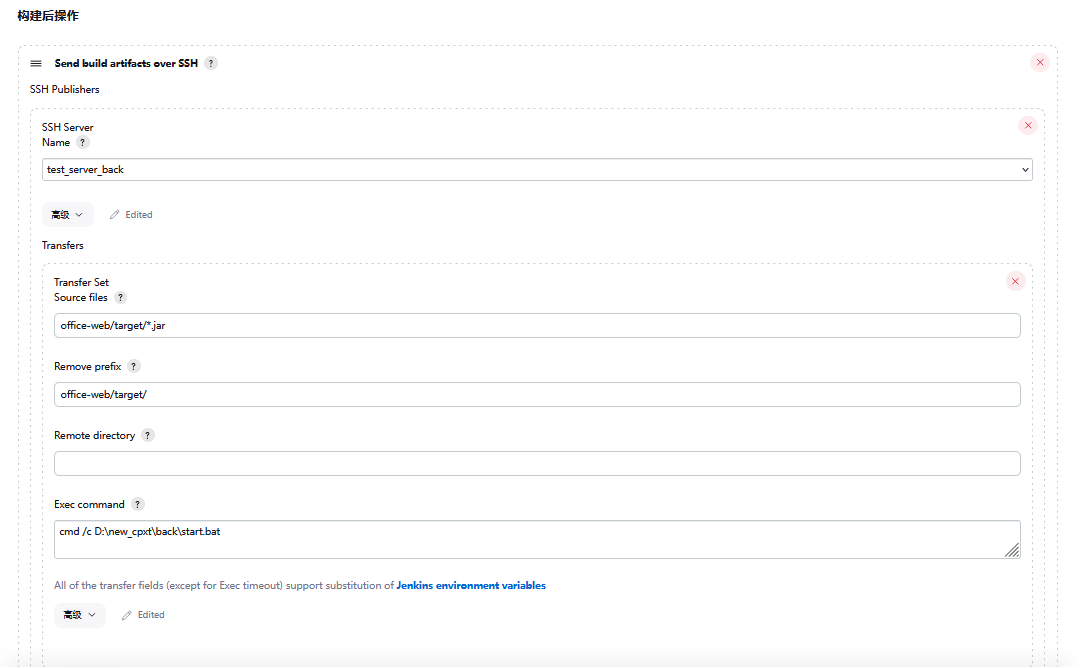 构建后操作
Send build artifacts over SSH ?
SSH Publishers
SSH Server
Name ?
test_server_back
高级 Edited
Transfers
Transfer Set
Source files ?
office-web/target/*.jar
Remove prefix ?
office-web/target/
Remote directory ?
Exec command ?
cmd /c D:\new_cpxt\back\start.bat
All of the transfer fields (except for Exec timeout) support substitution of Jenkins environment variables
高级 Edited